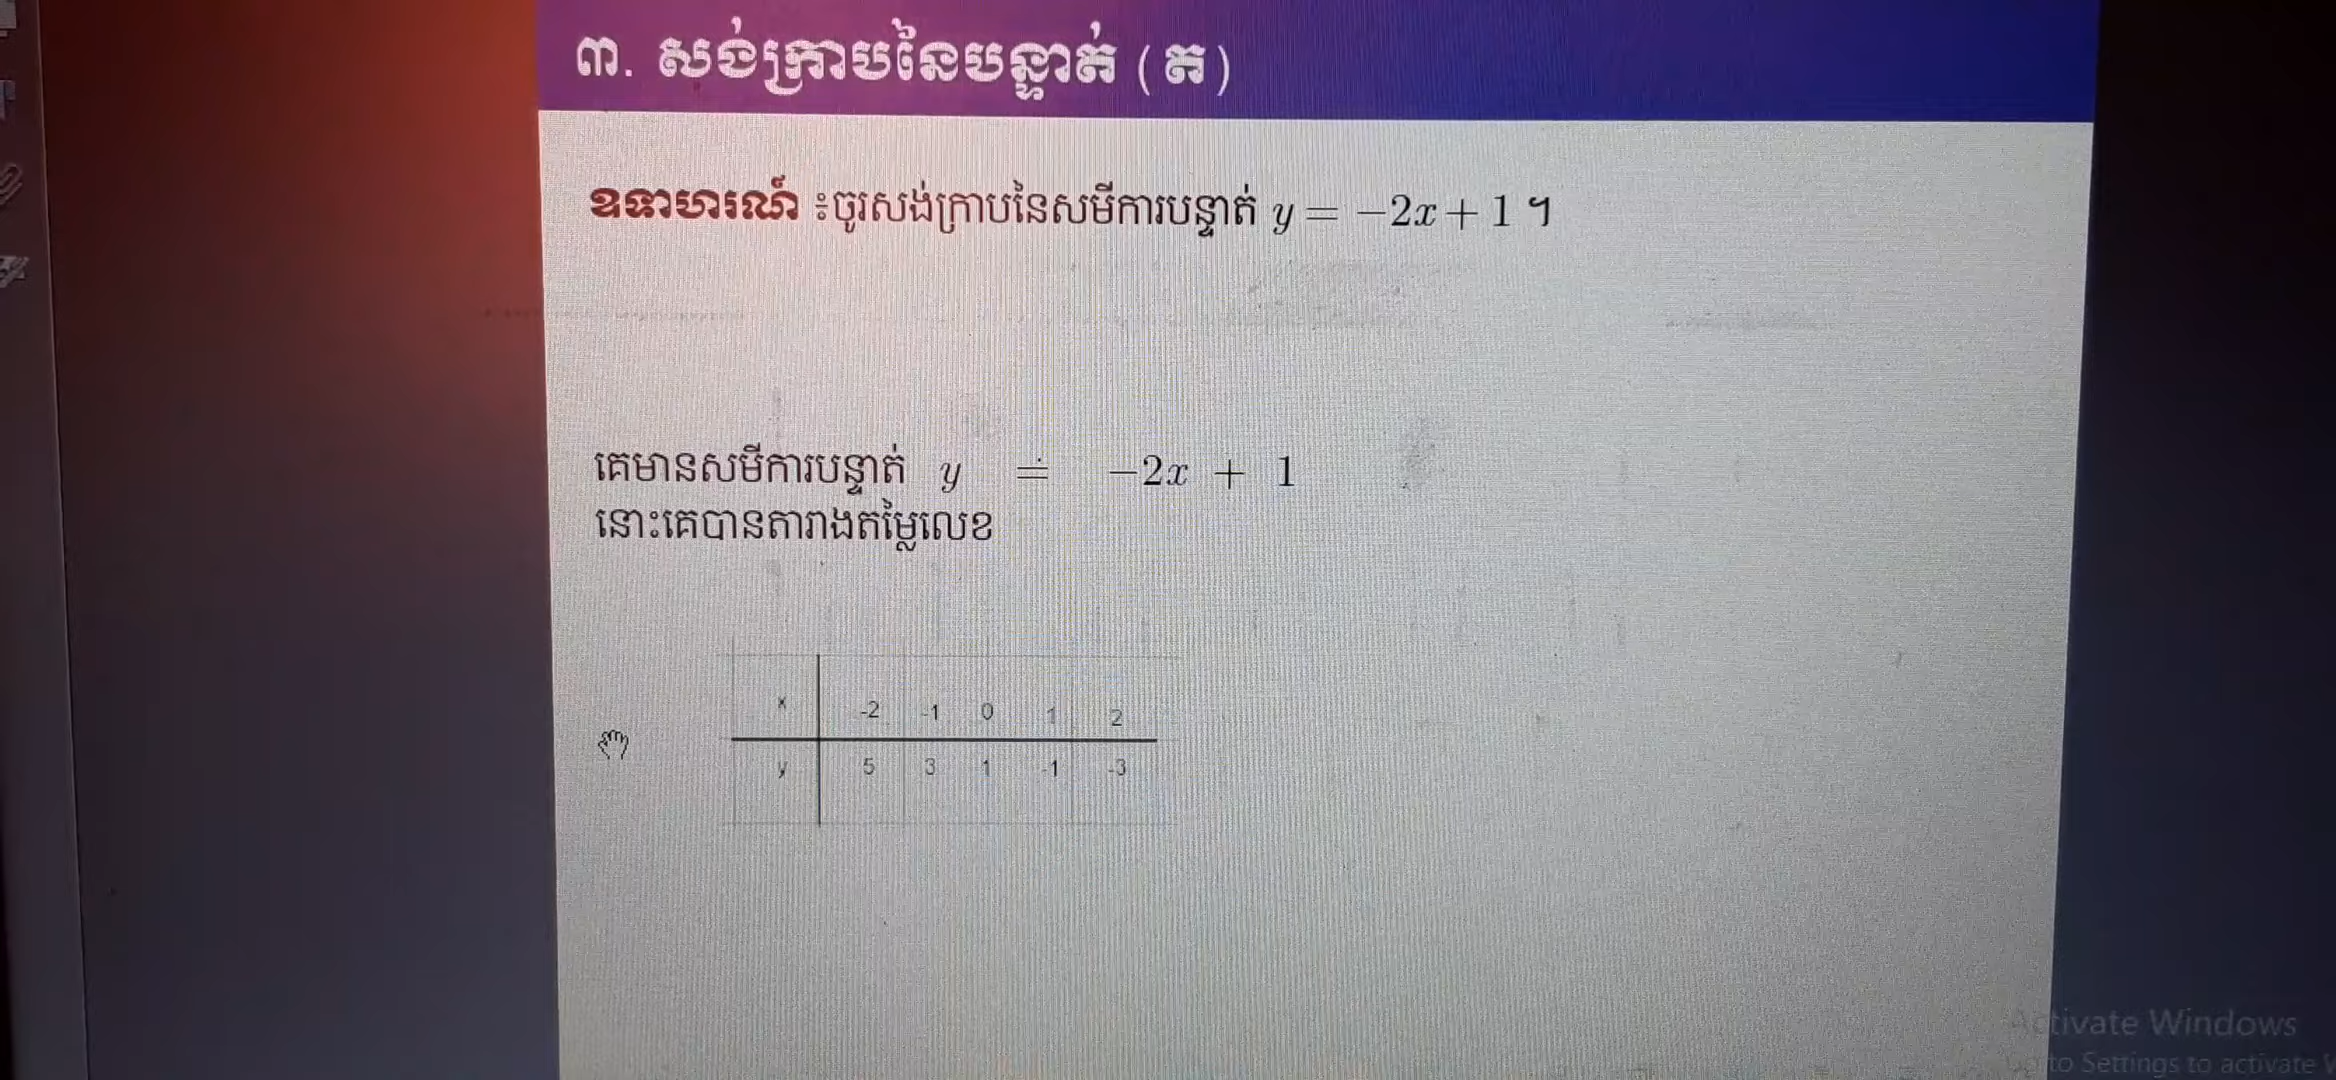 ៣. សង់ក្រាបនៃបន្ទាត់ (ត)
ឧទាហរណ៍ ៖ចូរសង់ក្រាបនៃសមីការបន្ទាត់ y = −2x + 1 ។
គេមានសមីការបន្ទាត់ y = −2x + 1
នោះគេបានតារាងតម្លៃលេខ
x -2 -1 0 1 2
y 5 3 1 -1 -3
Activate Windows
to Settings to activate